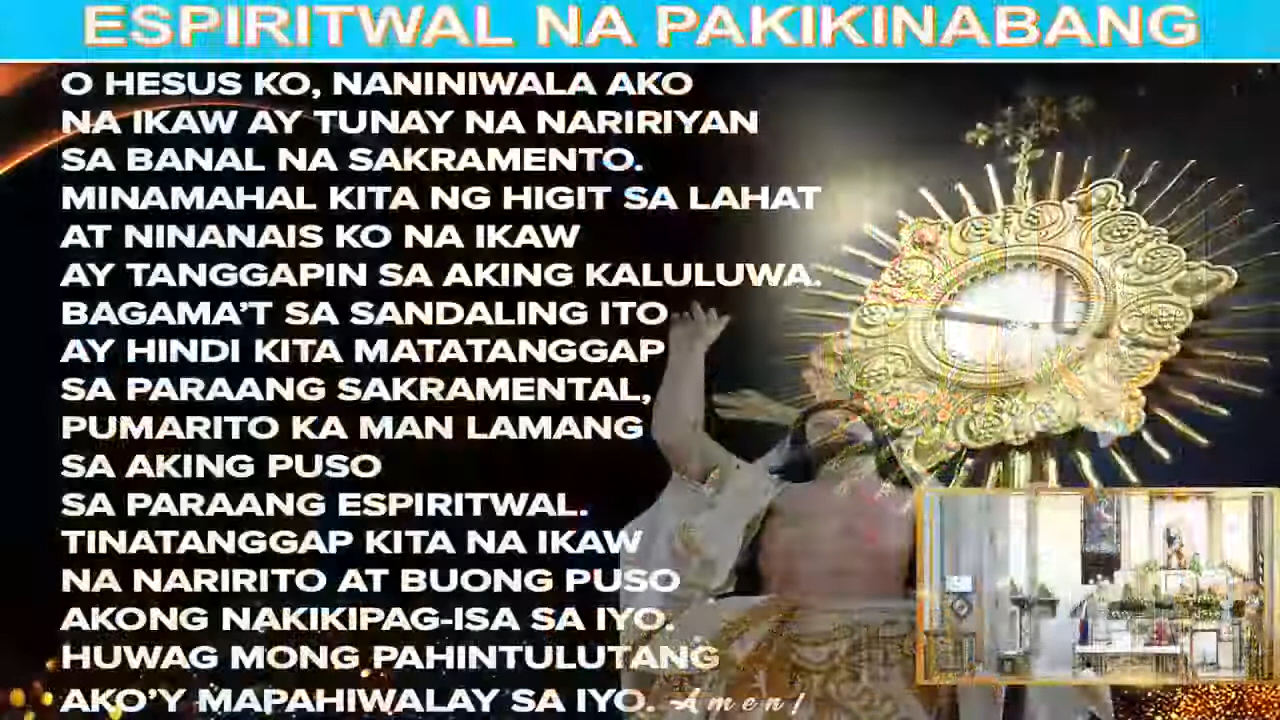 ESPIRITWAL NA PAKIKINABANG
O HESUS KO, NANINIWALA AKO
NA IKAW AY TUNAY NA NARIRIYAN
SA BANAL NA SAKRAMENTO.
MINAMAHAL KITA NG HIGIT SA LAHAT
AT NINANAIS KO NA IKAW
AY TANGGAPIN SA AKING KALULUWA.
BAGAMA'T SA SANDALING ITO
AY HINDI KITA MATATANGGAP
SA PARAANG SAKRAMENTAL,
PUMARITO KA MAN LAMANG
SA AKING PUSO
SA PARAANG ESPIRITWAL.
TINATANGGAP KITA NA IKAW
NA NARIRITO AT BUONG PUSO
AKONG NAKIKIPAG-ISA SA IYO.
HUWAG MONG PAHINTULUTANG
AKO'Y MAPAHIWALAY SA IYO. Amen!